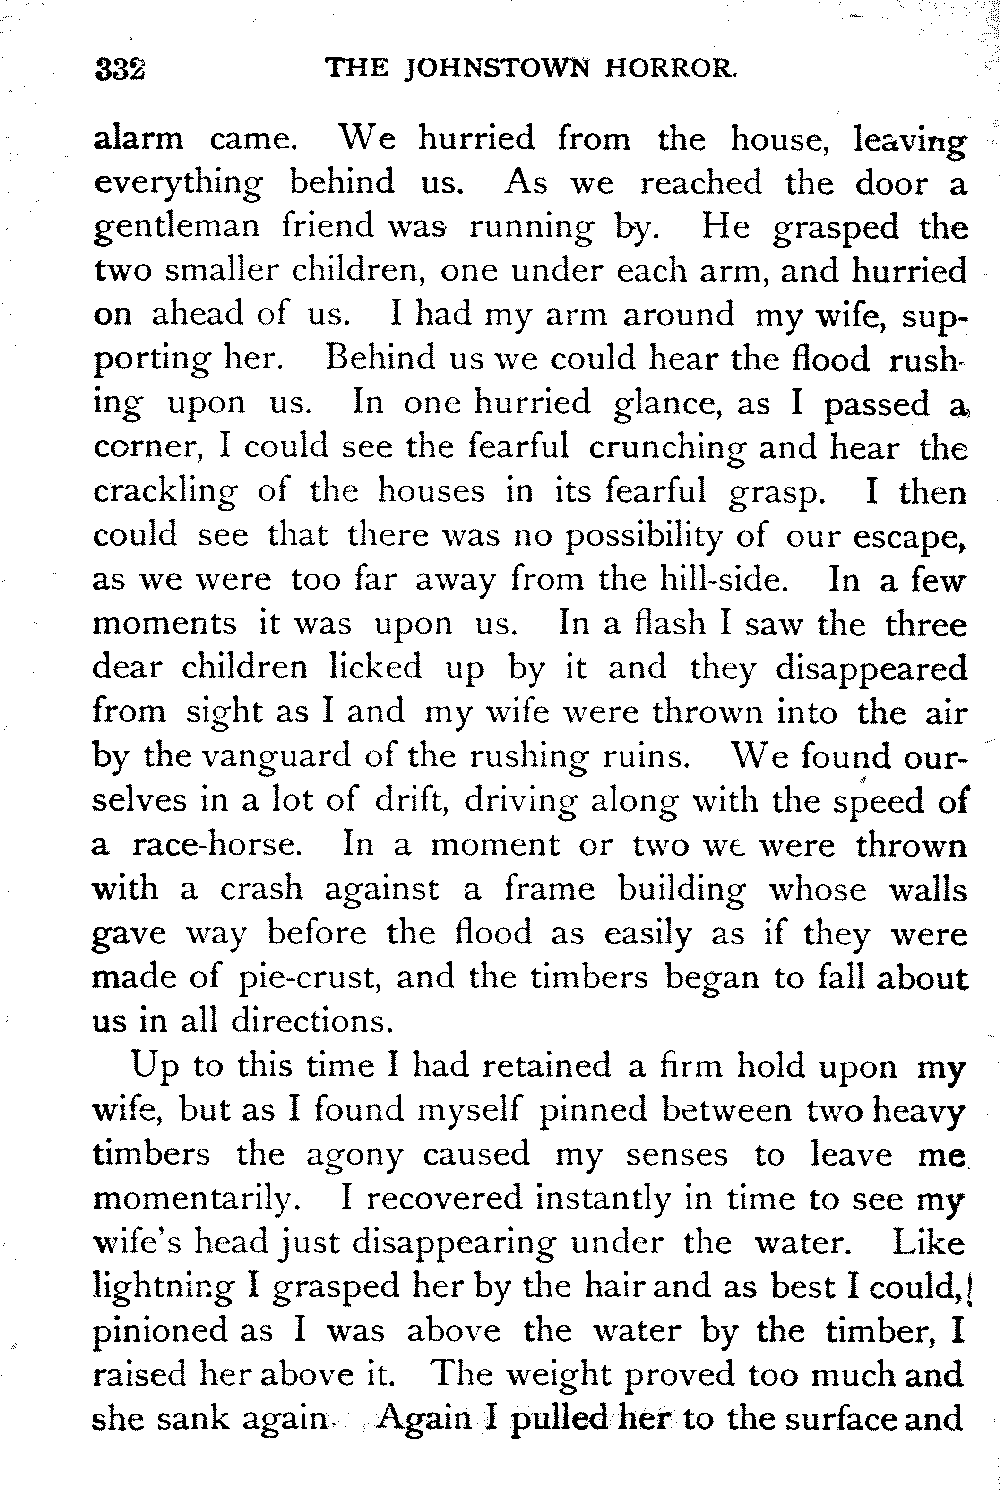 332 THE JOHNSTOWN HORROR.
alarm came. We hurried from the house, leaving
everything behind us. As we reached the door a
gentleman friend was running by. He grasped the
two smaller children, one under each arm, and hurried
on ahead of us. I had my arm around my wife, sup-
porting her. Behind us we could hear the flood rush-
ing upon us. In one hurried glance, as I passed a
corner, I could see the fearful crunching and hear the
crackling of the houses in its fearful grasp. I then
could see that there was no possibility of our escape,
as we were too far away from the hill-side. In a few
moments it was upon us. In a flash I saw the three
dear children licked up by it and they disappeared
from sight as I and my wife were thrown into the air
by the vanguard of the rushing ruins. We found our-
selves in a lot of drift, driving along with the speed of
a race-horse. In a moment or two we were thrown
with a crash against a frame building whose walls
gave way before the flood as easily as if they were
made of pie-crust, and the timbers began to fall about
us in all directions.
Up to this time I had retained a firm hold upon my
wife, but as I found myself pinned between two heavy
timbers the agony caused my senses to leave me
momentarily. I recovered instantly in time to see my
wife's head just disappearing under the water. Like
lightning I grasped her by the hair and as best I could,
pinioned as I was above the water by the timber, I
raised her above it. The weight proved too much and
she sank again. Again I pulled her to the surface and